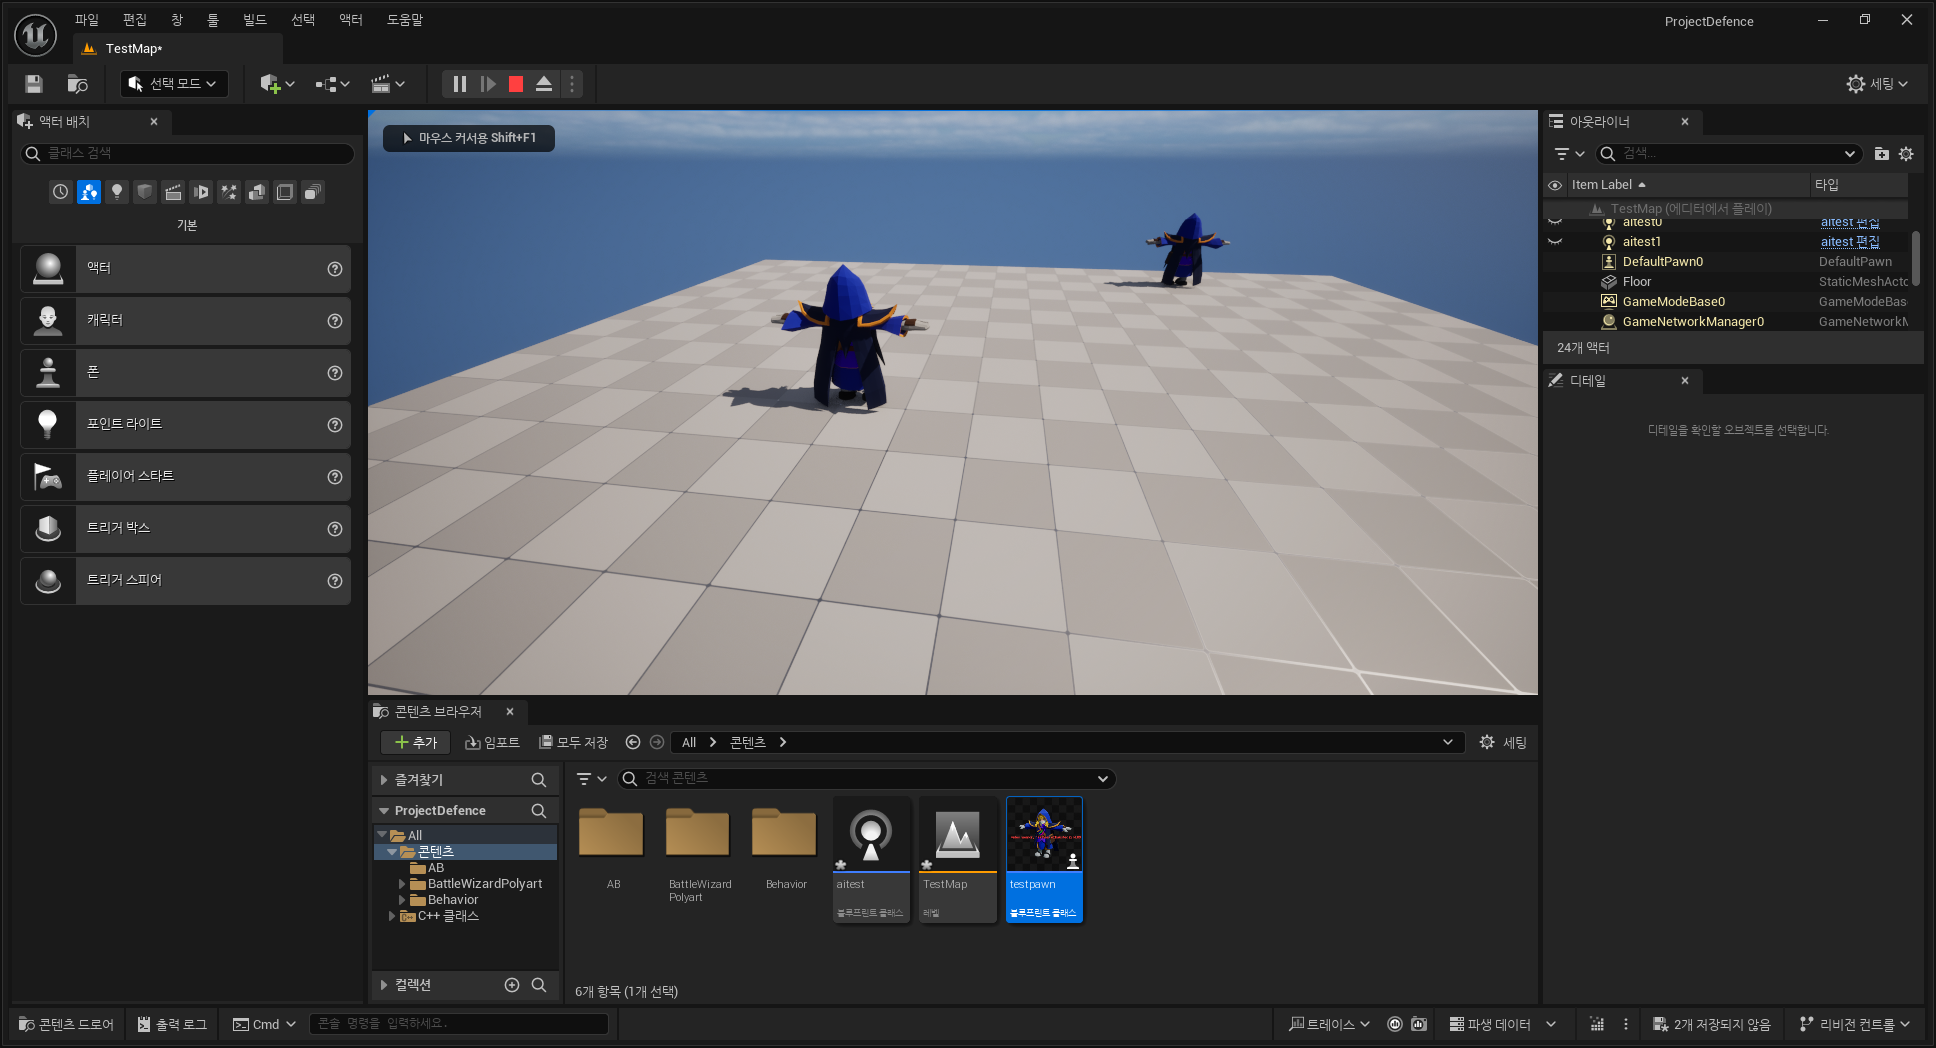 파일 편집 창 툴 빌드 선택 액터 도움말
ProjectDefence
TestMap*
선택 모드
세팅
액터 배치
클래스 검색
기본
액터
캐릭터
폰
포인트 라이트
플레이어 스타트
트리거 박스
트리거 스피어
마우스 커서용 Shift+F1
아웃라이너
검색...
Item Label 타입
TestMap (에디터에서 플레이)
aitest0 aitest 편집
aitest1 aitest 편집
DefaultPawn0 DefaultPawn
Floor StaticMeshActo
GameModeBase0 GameModeBas
GameNetworkManager0 GameNetworkM
24개 액터
디테일
디테일을 확인할 오브젝트를 선택합니다.
콘텐츠 브라우저
추가 임포트 모두 저장 All 콘텐츠 세팅
즐겨찾기
검색 콘텐츠
ProjectDefence
All
콘텐츠
AB
BattleWizardPolyart
Behavior
C++ 클래스
컬렉션
AB
BattleWizard
Polyart
Behavior
aitest
블루프린트 클래스
TestMap
레벨
testpawn
블루프린트 클래스
6개 항목 (1개 선택)
콘텐츠 드로어 출력 로그 Cmd 콘솔 명령을 입력하세요. 트레이스 파생 데이터 2개 저장되지 않음 리비전 컨트롤